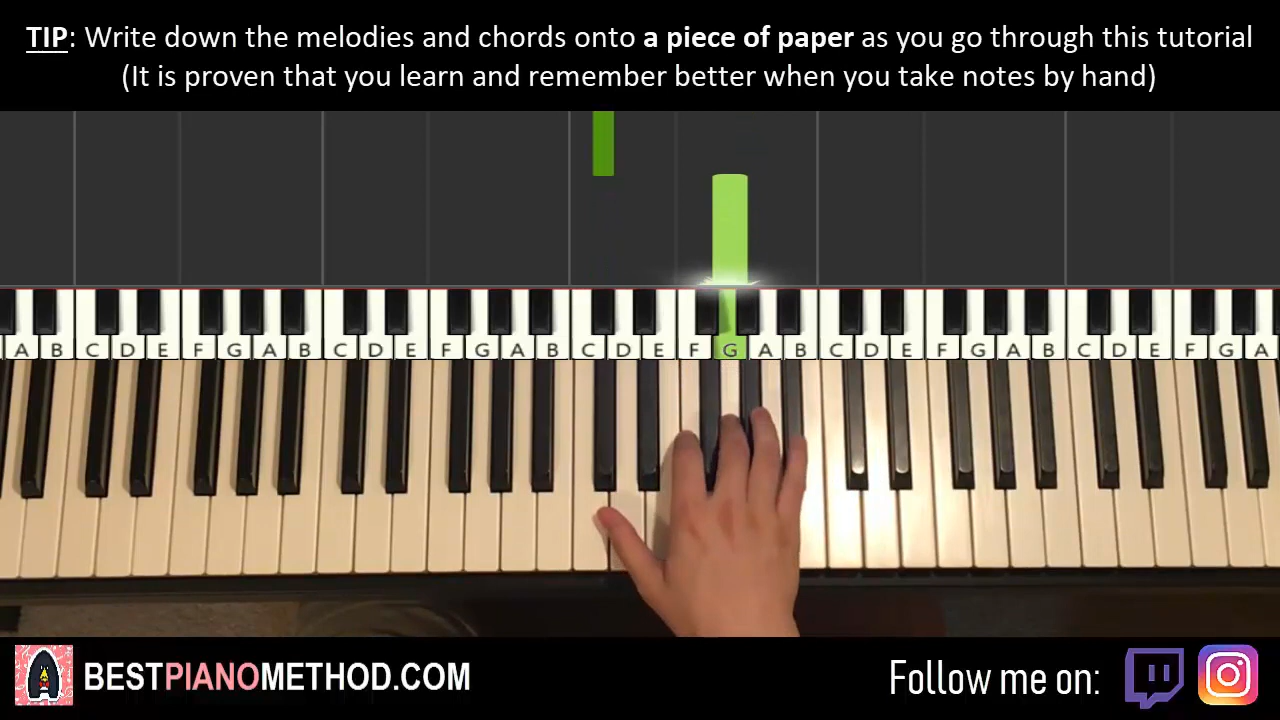 TIP: Write down the melodies and chords onto a piece of paper as you go through this tutorial
(It is proven that you learn and remember better when you take notes by hand)
A B C D E F G A B C D E F G A B C D E F G A B C D E F G A B C D E F G A
BESTPIANOMETHOD.COM
Follow me on: